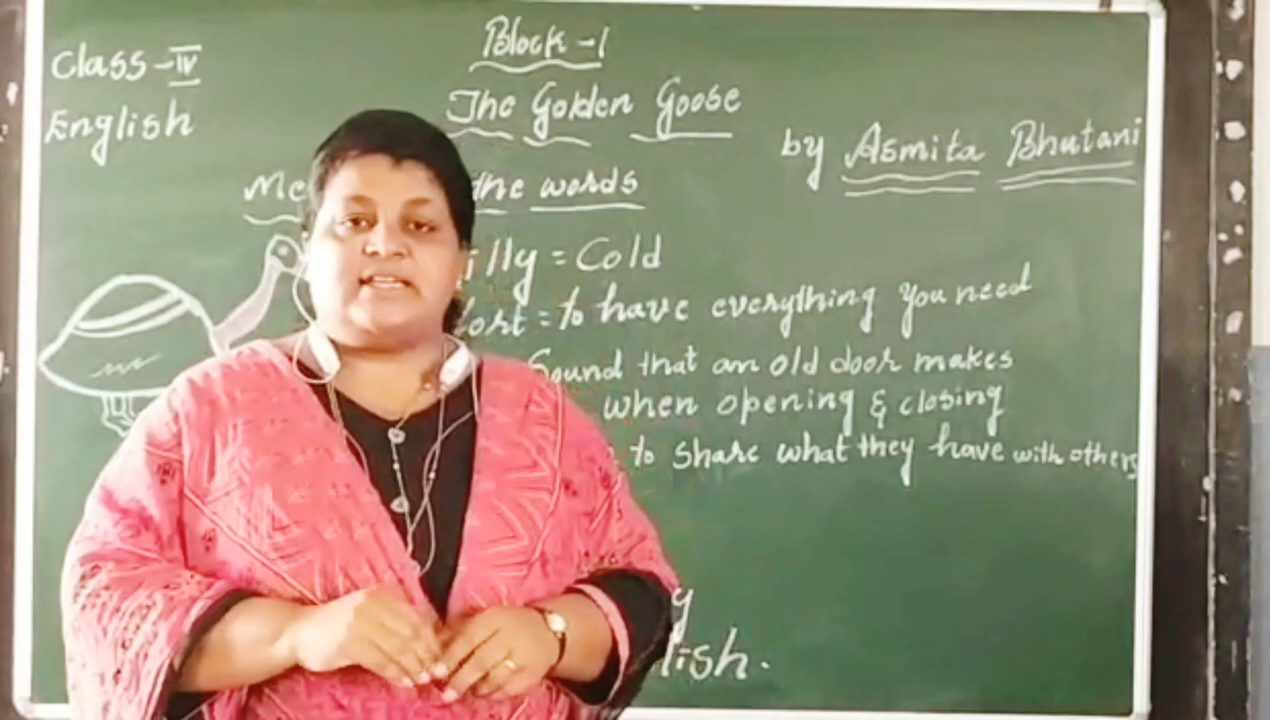 Class - IV
English
Block - 1
The Golden Goose
by Asmita Bhutani
the words
= Cold
= to have everything you need
Sound that an old door makes
when opening & closing
to share what they have with others